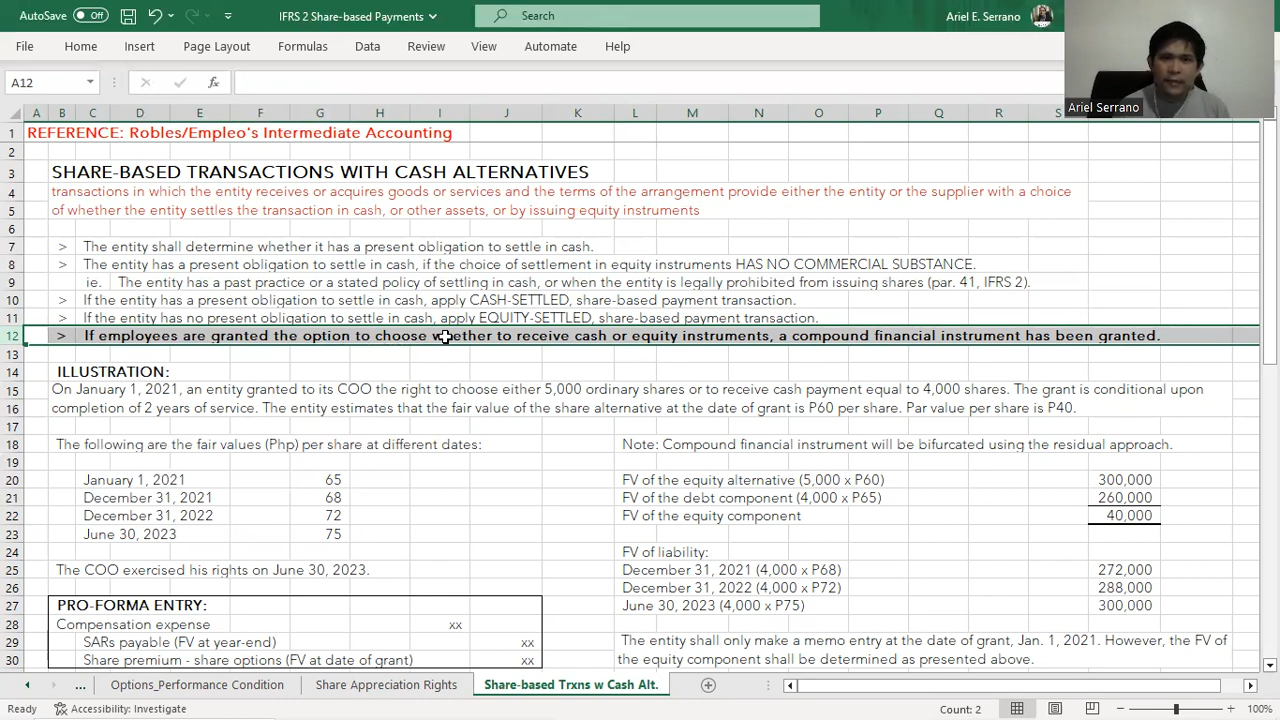 AutoSave Off IFRS 2 Share-based Payments Search Ariel E. Serrano
File Home Insert Page Layout Formulas Data Review View Automate Help
A12 fx
Ariel Serrano
A B C D E F G H I J K L M N O P Q R S
1 REFERENCE: Robles/Empleo's Intermediate Accounting
2
3 SHARE-BASED TRANSACTIONS WITH CASH ALTERNATIVES
4 transactions in which the entity receives or acquires goods or services and the terms of the arrangement provide either the entity or the supplier with a choice
5 of whether the entity settles the transaction in cash, or other assets, or by issuing equity instruments
6
7 > The entity shall determine whether it has a present obligation to settle in cash.
8 > The entity has a present obligation to settle in cash, if the choice of settlement in equity instruments HAS NO COMMERCIAL SUBSTANCE.
9 ie. The entity has a past practice or a stated policy of settling in cash, or when the entity is legally prohibited from issuing shares (par. 41, IFRS 2).
10 > If the entity has a present obligation to settle in cash, apply CASH-SETTLED, share-based payment transaction.
11 > If the entity has no present obligation to settle in cash, apply EQUITY-SETTLED, share-based payment transaction.
12 > If employees are granted the option to choose whether to receive cash or equity instruments, a compound financial instrument has been granted.
13
14 ILLUSTRATION:
15 On January 1, 2021, an entity granted to its COO the right to choose either 5,000 ordinary shares or to receive cash payment equal to 4,000 shares. The grant is conditional upon
16 completion of 2 years of service. The entity estimates that the fair value of the share alternative at the date of grant is P60 per share. Par value per share is P40.
17
18 The following are the fair values (Php) per share at different dates: Note: Compound financial instrument will be bifurcated using the residual approach.
19
20 January 1, 2021 65 FV of the equity alternative (5,000 x P60) 300,000
21 December 31, 2021 68 FV of the debt component (4,000 x P65) 260,000
22 December 31, 2022 72 FV of the equity component 40,000
23 June 30, 2023 75
24 FV of liability:
25 The COO exercised his rights on June 30, 2023. December 31, 2021 (4,000 x P68) 272,000
26 December 31, 2022 (4,000 x P72) 288,000
27 PRO-FORMA ENTRY: June 30, 2023 (4,000 x P75) 300,000
28 Compensation expense xx
29 SARs payable (FV at year-end) xx The entity shall only make a memo entry at the date of grant, Jan. 1, 2021. However, the FV of
30 Share premium - share options (FV at date of grant) xx the equity component shall be determined as presented above.
... Options_Performance Condition Share Appreciation Rights Share-based Trxns w Cash Alt.
Ready Accessibility: Investigate Count: 2 100%